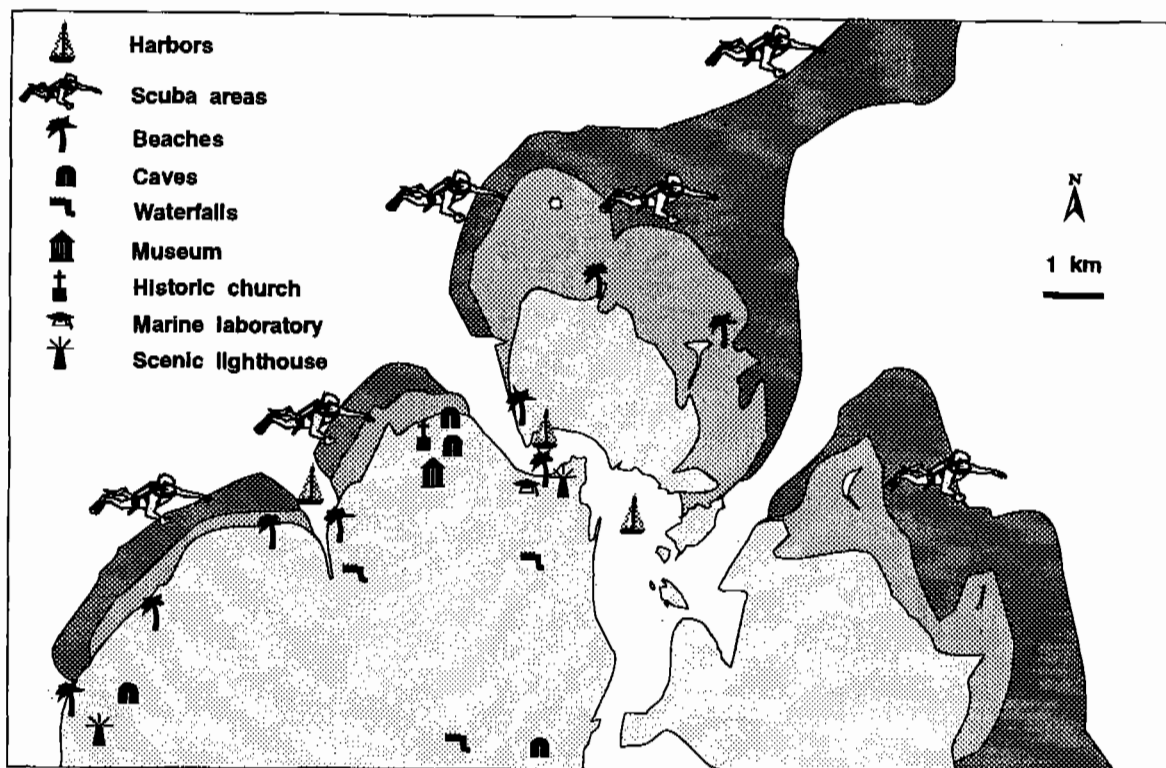 Harbors
Scuba areas
Beaches
Caves
Waterfalls
Museum
Historic church
Marine laboratory
Scenic lighthouse
N
1 km